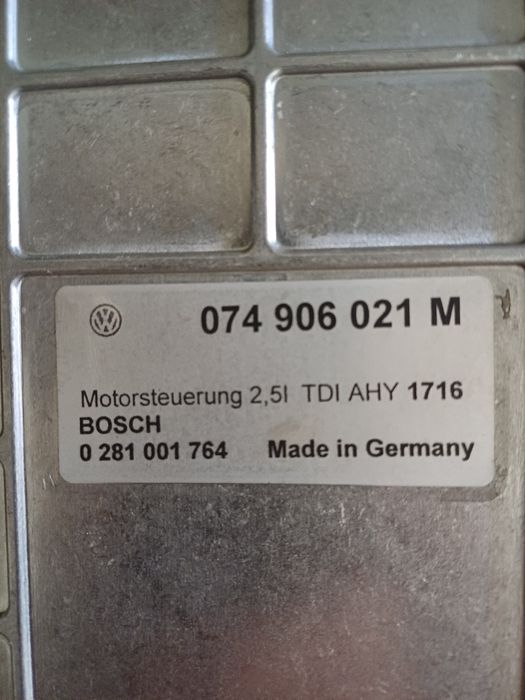 074 906 021 M
Motorsteuerung 2,5l TDI AHY 1716
BOSCH
0 281 001 764 Made in Germany